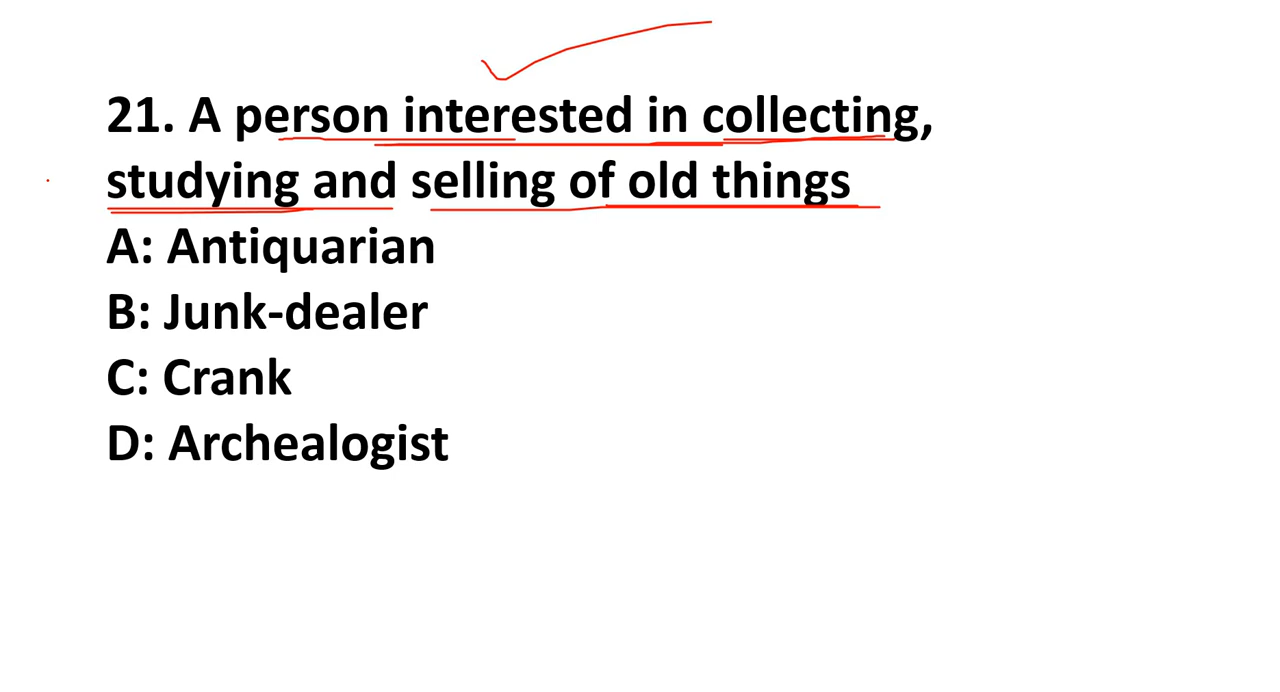 21. A person interested in collecting,
studying and selling of old things
A: Antiquarian
B: Junk-dealer
C: Crank
D: Archealogist